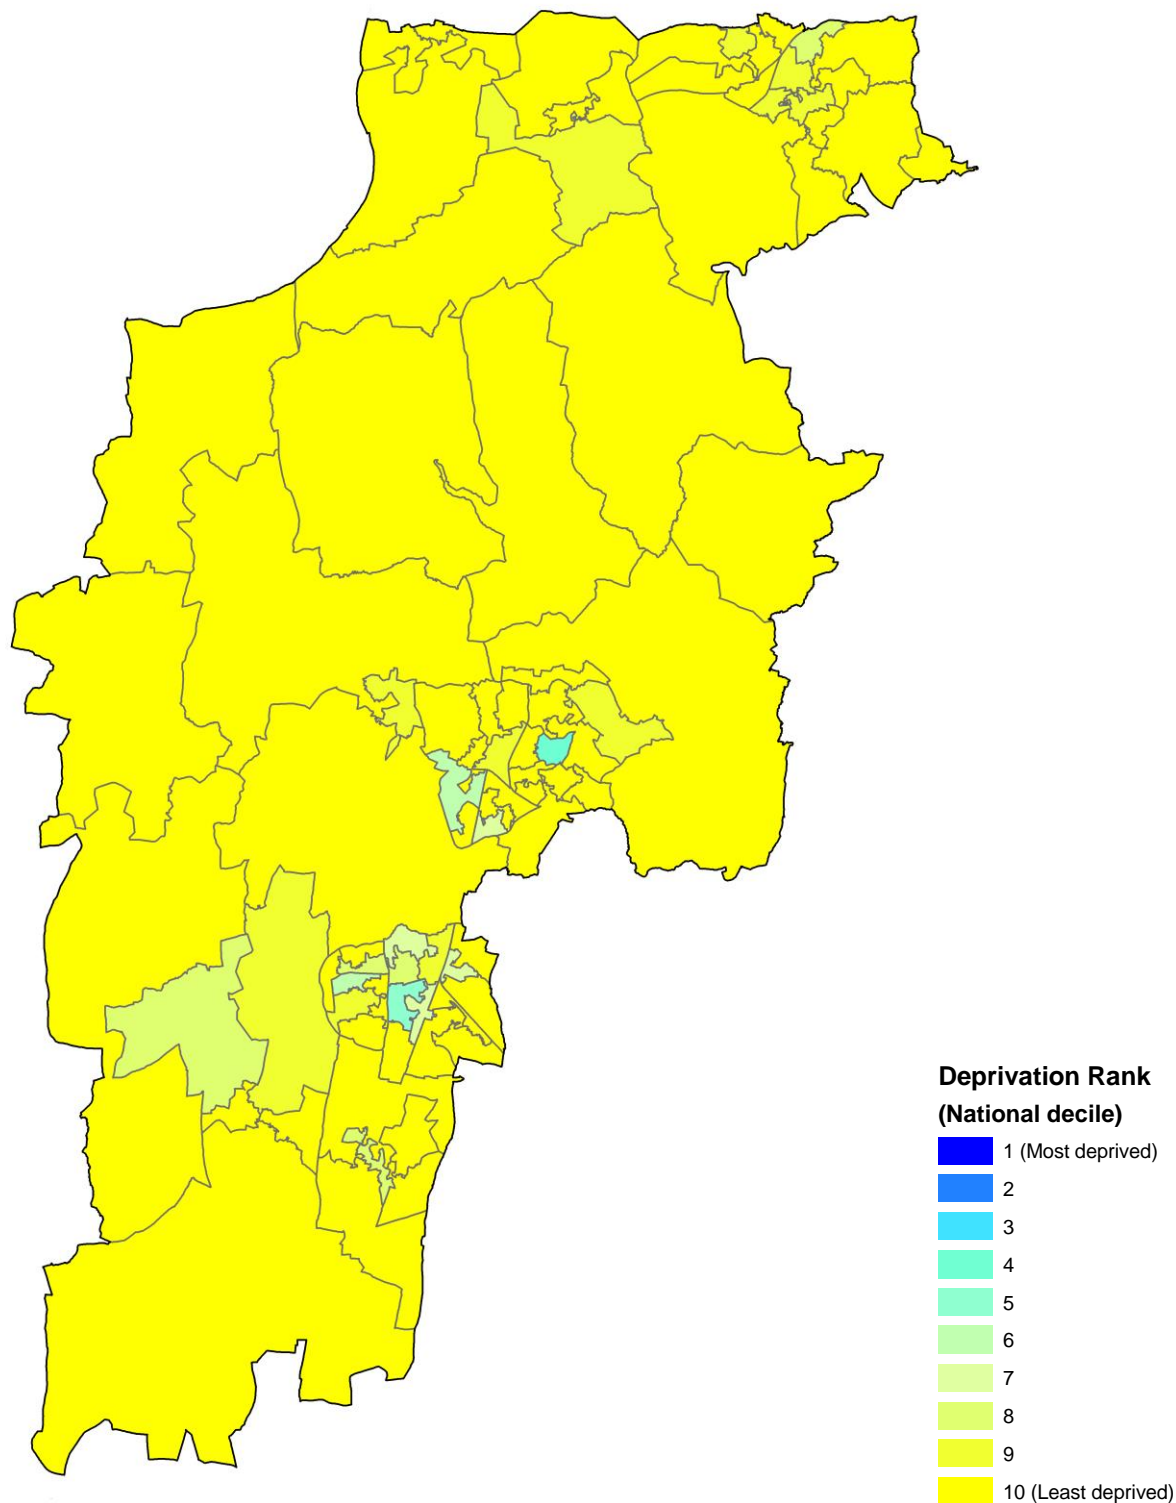 Deprivation Rank
(National decile)
1 (Most deprived)
2
3
4
5
6
7
8
9
10 (Least deprived)